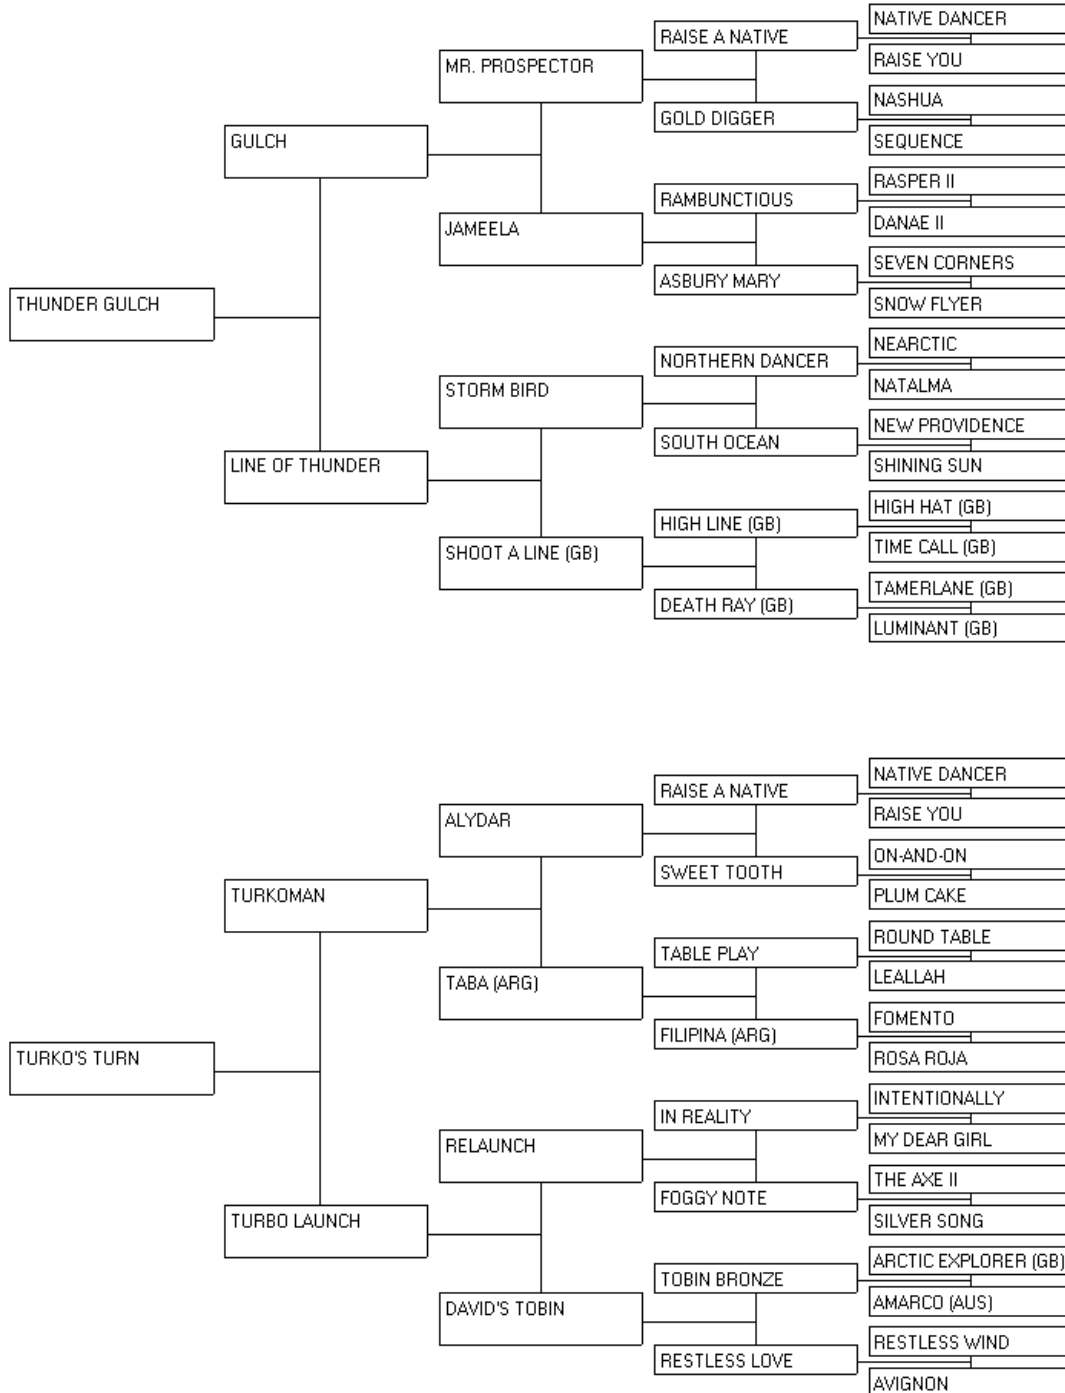 NATIVE DANCER
RAISE A NATIVE
RAISE YOU
MR. PROSPECTOR
NASHUA
GOLD DIGGER
SEQUENCE
GULCH
RASPER II
RAMBUNCTIOUS
DANAE II
JAMEELA
SEVEN CORNERS
ASBURY MARY
SNOW FLYER
THUNDER GULCH
NEARCTIC
NORTHERN DANCER
NATALMA
STORM BIRD
NEW PROVIDENCE
SOUTH OCEAN
SHINING SUN
LINE OF THUNDER
HIGH HAT (GB)
HIGH LINE (GB)
TIME CALL (GB)
SHOOT A LINE (GB)
TAMERLANE (GB)
DEATH RAY (GB)
LUMINANT (GB)
NATIVE DANCER
RAISE A NATIVE
RAISE YOU
ALYDAR
ON-AND-ON
SWEET TOOTH
PLUM CAKE
TURKOMAN
ROUND TABLE
TABLE PLAY
LEALLAH
TABA (ARG)
FOMENTO
FILIPINA (ARG)
ROSA ROJA
TURKO'S TURN
INTENTIONALLY
IN REALITY
MY DEAR GIRL
RELAUNCH
THE AXE II
FOGGY NOTE
SILVER SONG
TURBO LAUNCH
ARCTIC EXPLORER (GB)
TOBIN BRONZE
AMARCO (AUS)
DAVID'S TOBIN
RESTLESS WIND
RESTLESS LOVE
AVIGNON